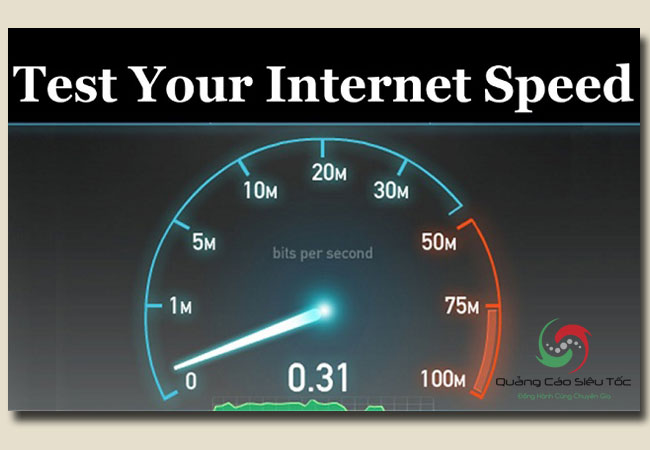 Test Your Internet Speed
20M
10M
30M
5M
50M
bits per second
1M
75M
0
0.31
100M
Quảng Cáo Siêu Tốc
Đồng Hành Cùng Chuyên Gia